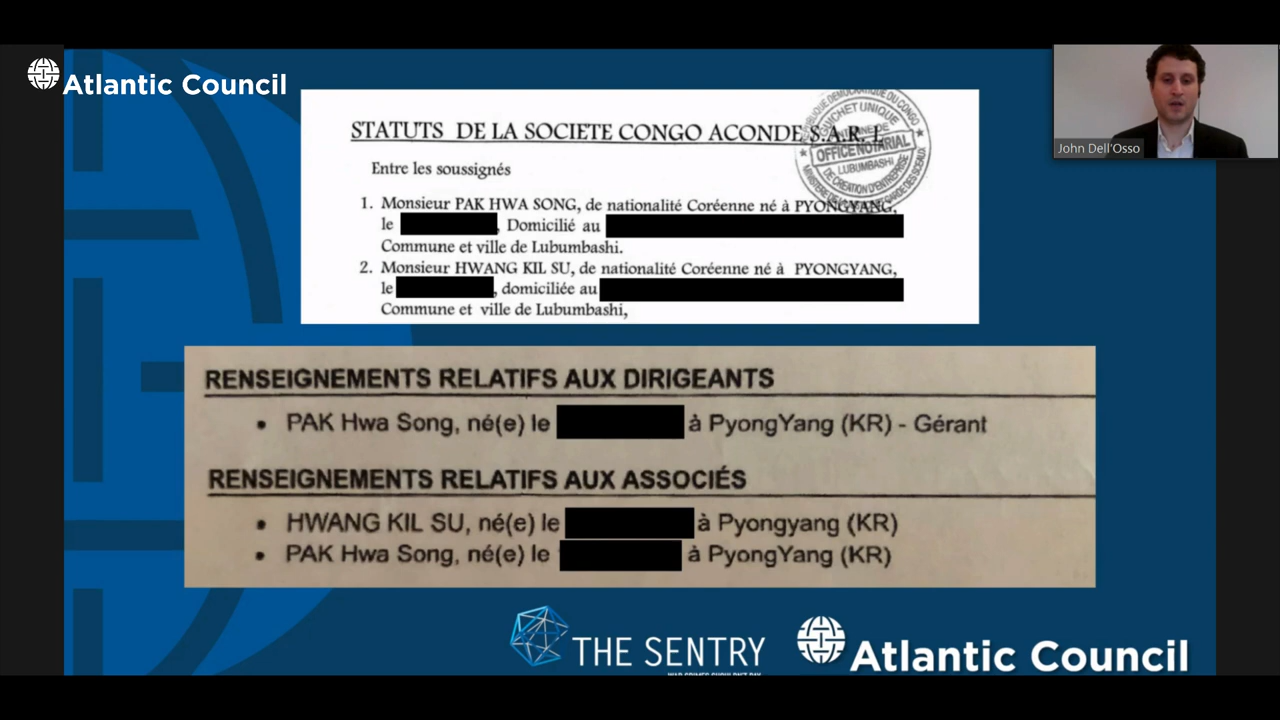 Atlantic Council
John Dell'Osso
STATUTS DE LA SOCIETE CONGO ACONDE S.A.R.L
OFFICE NOTARIAL
LUBUMBASHI
Entre les soussignés
1. Monsieur PAK HWA SONG, de nationalité Coréenne né à PYONGYANG,
le , Domicilié au
Commune et ville de Lubumbashi.
2. Monsieur HWANG KIL SU, de nationalité Coréenne né à PYONGYANG,
le , domiciliée au
Commune et ville de Lubumbashi,
RENSEIGNEMENTS RELATIFS AUX DIRIGEANTS
• PAK Hwa Song, né(e) le à PyongYang (KR) - Gérant
RENSEIGNEMENTS RELATIFS AUX ASSOCIÉS
• HWANG KIL SU, né(e) le à Pyongyang (KR)
• PAK Hwa Song, né(e) le à PyongYang (KR)
THE SENTRY
Atlantic Council